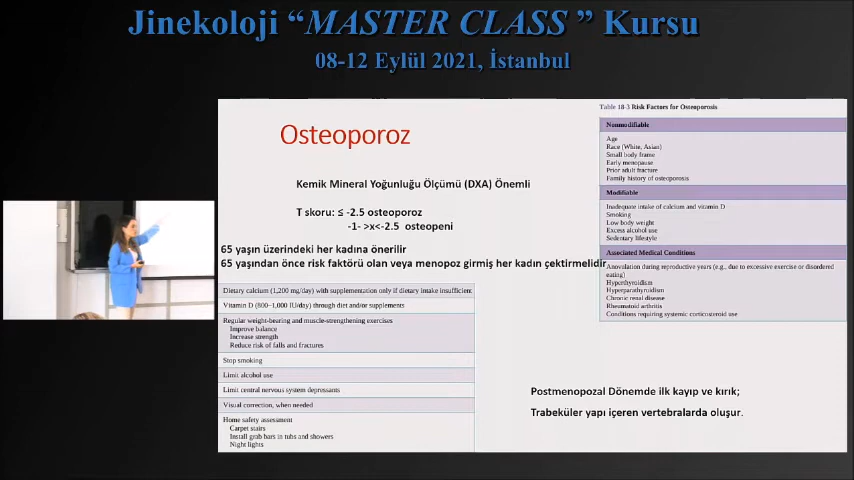 Jinekoloji “MASTER CLASS ” Kursu
08-12 Eylül 2021, İstanbul
Osteoporoz
Kemik Mineral Yoğunluğu Ölçümü (DXA) Önemli
T skoru: ≤ -2.5 osteoporoz
-1- >x<-2.5 osteopeni
65 yaşın üzerindeki her kadına önerilir
65 yaşından önce risk faktörü olan veya menopoz girmiş her kadın çektirmelidir
Dietary calcium (1,200 mg/day) with supplementation only if dietary intake insufficient
Vitamin D (800–1,000 IU/day) through diet and/or supplements
Regular weight-bearing and muscle-strengthening exercises
Improve balance
Increase strength
Reduce risk of falls and fractures
Stop smoking
Limit alcohol use
Limit central nervous system depressants
Visual correction, when needed
Home safety assessment
Carpet stairs
Install grab bars in tubs and showers
Night lights
Table 18-3 Risk Factors for Osteoporosis
Nonmodifiable
Age
Race (White, Asian)
Small body frame
Early menopause
Prior adult fracture
Family history of osteoporosis
Modifiable
Inadequate intake of calcium and vitamin D
Smoking
Low body weight
Excess alcohol use
Sedentary lifestyle
Associated Medical Conditions
Anovulation during reproductive years (e.g., due to excessive exercise or disordered
eating)
Hyperthyroidism
Hyperparathyroidism
Chronic renal disease
Rheumatoid arthritis
Conditions requiring systemic corticosteroid use
Postmenopozal Dönemde ilk kayıp ve kırık;
Trabeküler yapı içeren vertebralarda oluşur.